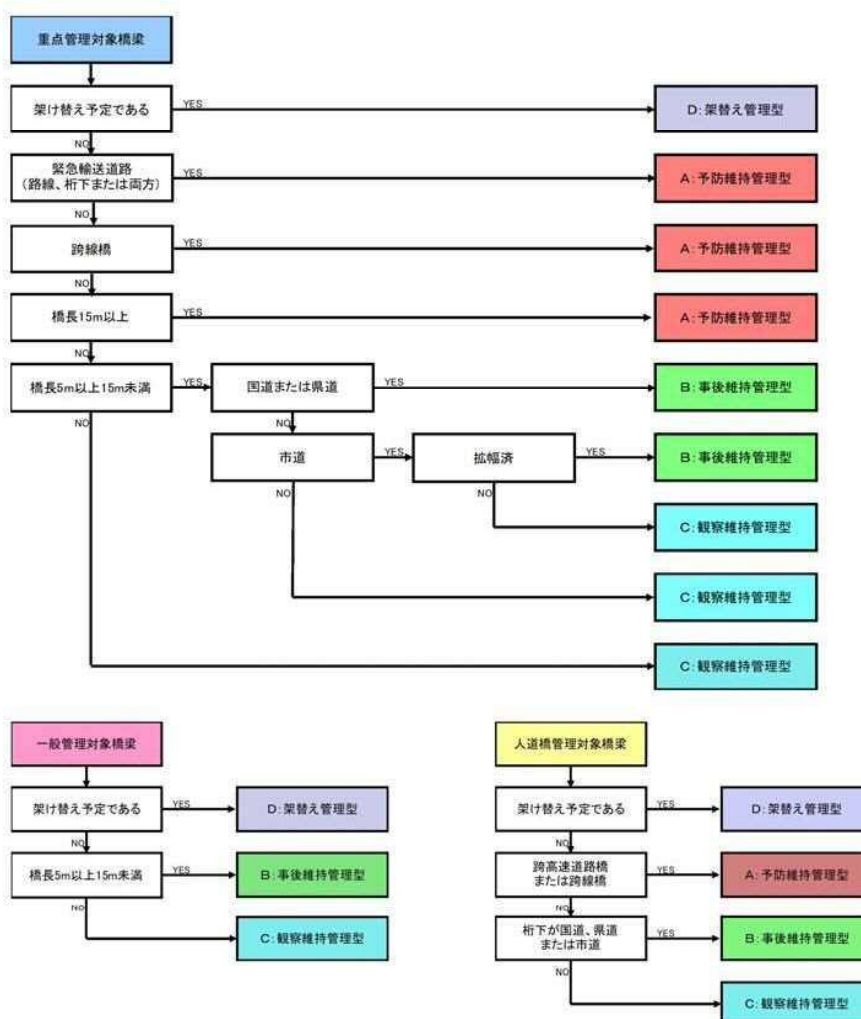 重点管理対象橋梁
架け替え予定である
YES
D:架替え管理型
NO
緊急輸送道路
(路線、桁下または両方)
YES
A:予防維持管理型
NO
跨線橋
YES
A:予防維持管理型
NO
橋長15m以上
YES
A:予防維持管理型
NO
橋長5m以上15m未満
YES
国道または県道
YES
B:事後維持管理型
NO
NO
市道
YES
拡幅済
YES
B:事後維持管理型
NO
NO
C:観察維持管理型
C:観察維持管理型
C:観察維持管理型
一般管理対象橋梁
架け替え予定である
YES
D:架替え管理型
NO
橋長5m以上15m未満
YES
B:事後維持管理型
NO
C:観察維持管理型
人道橋管理対象橋梁
架け替え予定である
YES
D:架替え管理型
NO
跨高速道路橋
または跨線橋
YES
A:予防維持管理型
NO
桁下が国道、県道
または市道
YES
B:事後維持管理型
NO
C:観察維持管理型